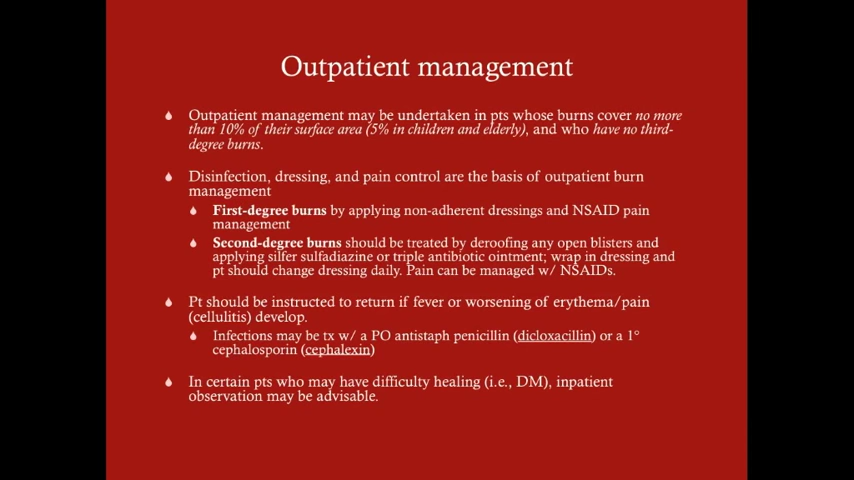 Outpatient management
Outpatient management may be undertaken in pts whose burns cover no more
than 10% of their surface area (5% in children and elderly), and who have no third-
degree burns.
Disinfection, dressing, and pain control are the basis of outpatient burn
management
First-degree burns by applying non-adherent dressings and NSAID pain
management
Second-degree burns should be treated by deroofing any open blisters and
applying silfer sulfadiazine or triple antibiotic ointment; wrap in dressing and
pt should change dressing daily. Pain can be managed w/ NSAIDs.
Pt should be instructed to return if fever or worsening of erythema/pain
(cellulitis) develop.
Infections may be tx w/ a PO antistaph penicillin (dicloxacillin) or a 1°
cephalosporin (cephalexin)
In certain pts who may have difficulty healing (i.e., DM), inpatient
observation may be advisable.